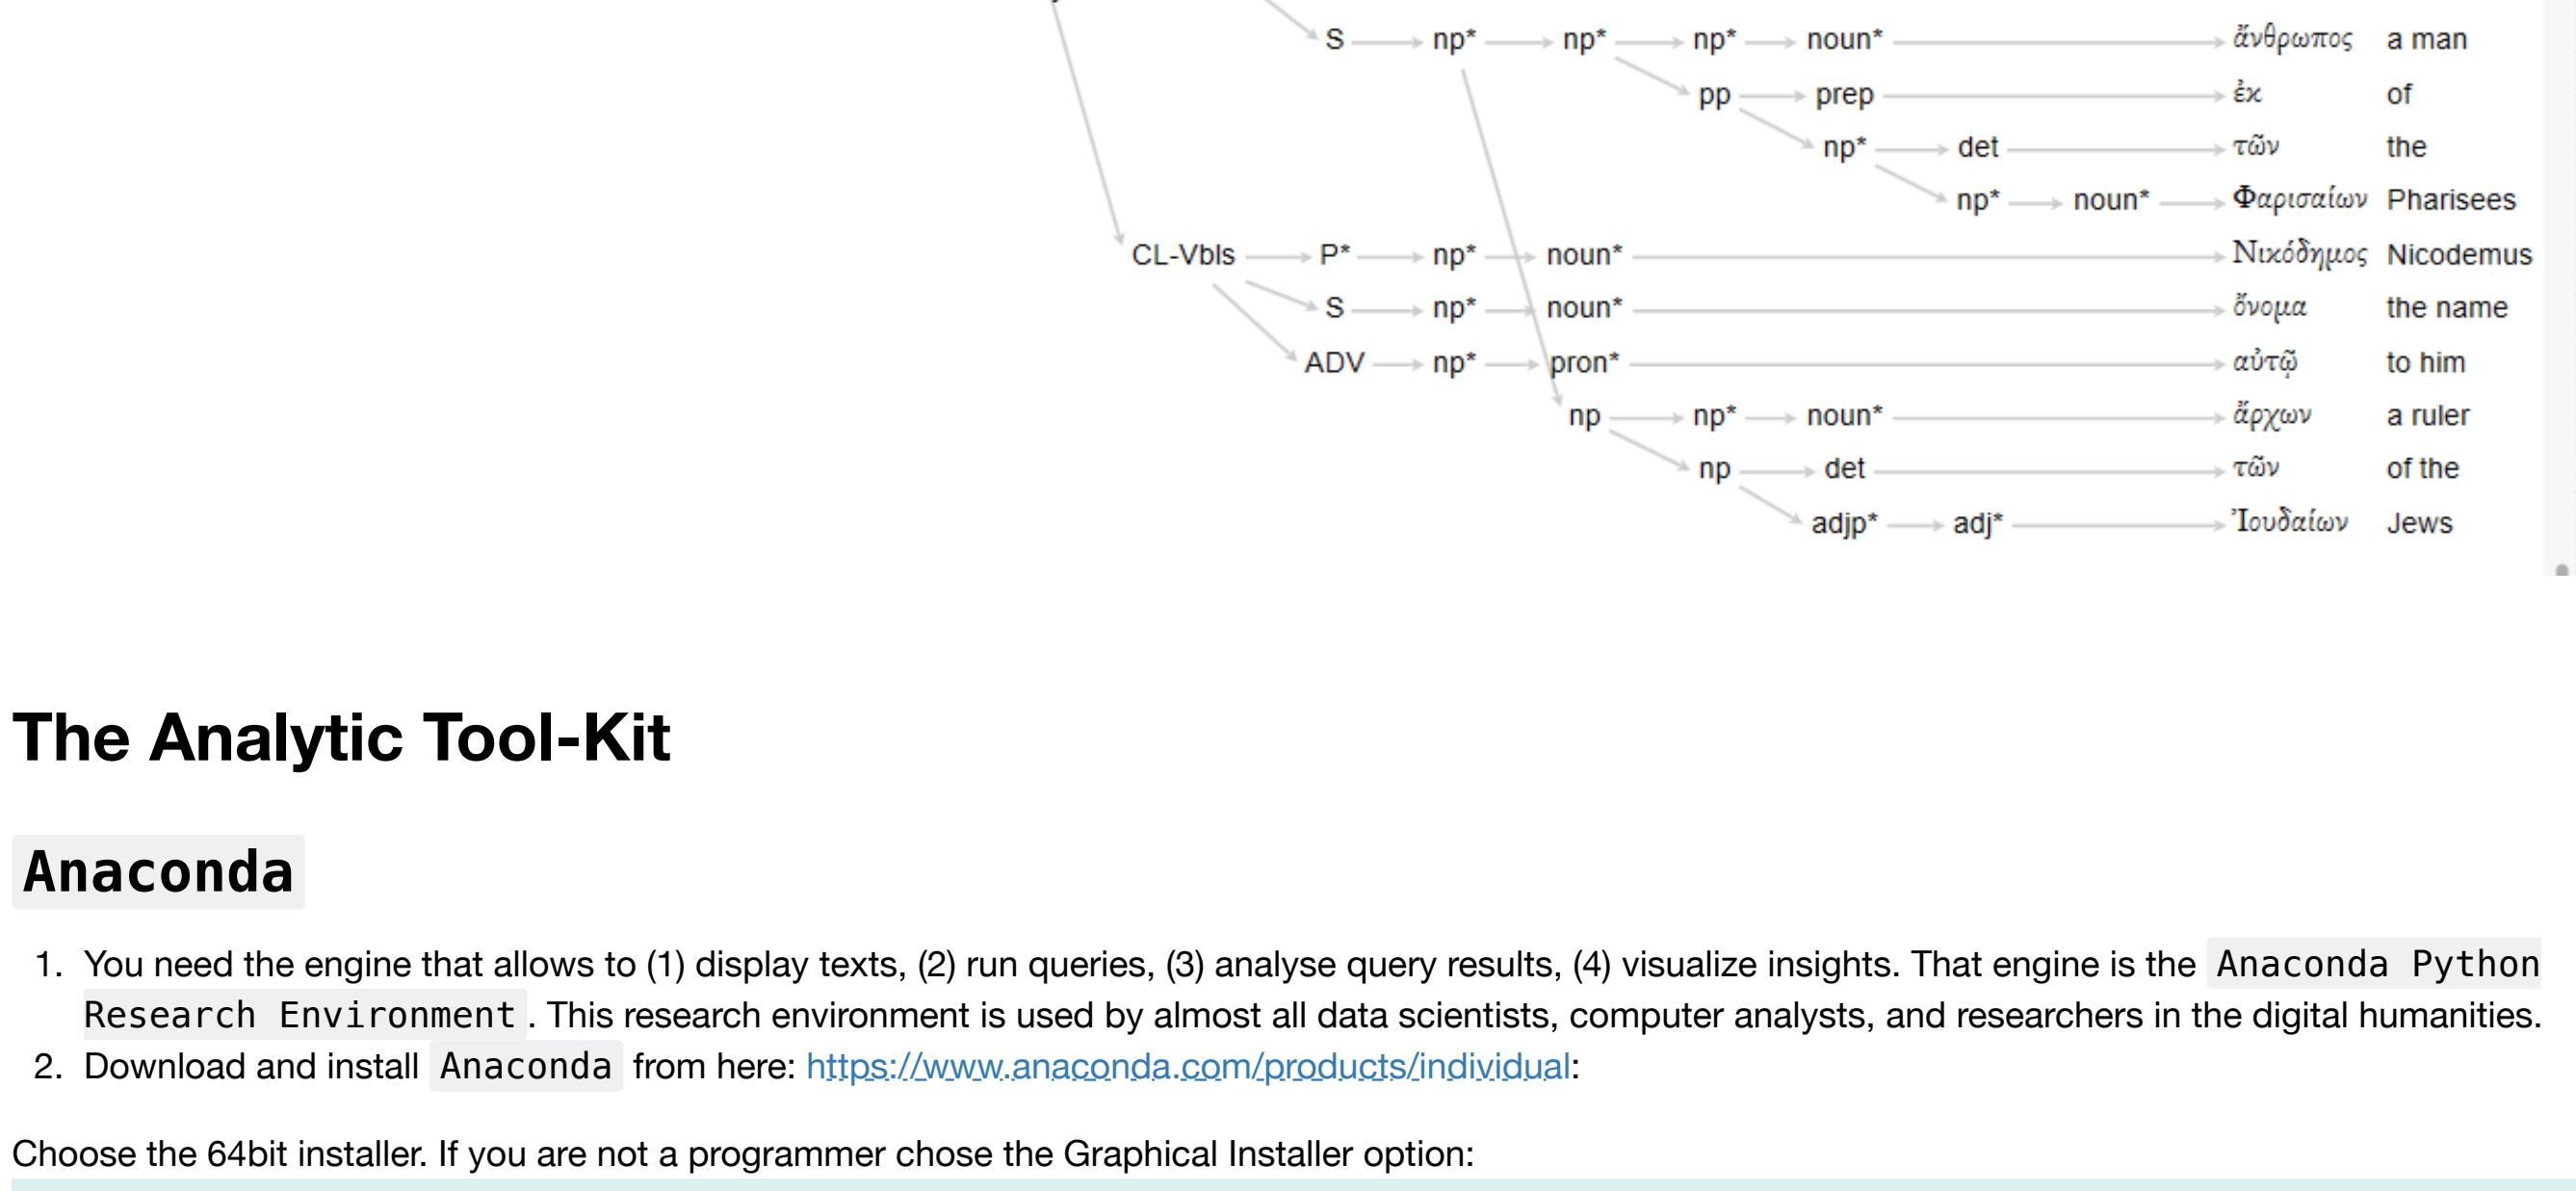 S np* np* np* noun* ἄνθρωπος a man
pp prep ἐκ of
np* det τῶν the
np* noun* Φαρισαίων Pharisees
CL-Vbls P* np* noun* Νικόδημος Nicodemus
S np* noun* ὄνομα the name
ADV np* pron* αὐτῷ to him
np np* noun* ἄρχων a ruler
np det τῶν of the
adjp* adj* Ἰουδαίων Jews
The Analytic Tool-Kit
Anaconda
1. You need the engine that allows to (1) display texts, (2) run queries, (3) analyse query results, (4) visualize insights. That engine is the Anaconda Python
Research Environment. This research environment is used by almost all data scientists, computer analysts, and researchers in the digital humanities.
2. Download and install Anaconda from here: https://www.anaconda.com/products/individual:
Choose the 64bit installer. If you are not a programmer chose the Graphical Installer option: